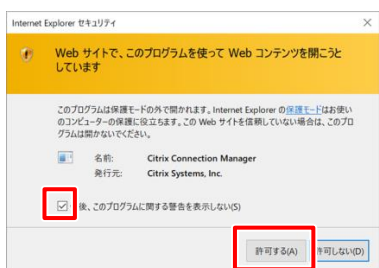 Internet Explorer セキュリティ
Web サイトで、このプログラムを使って Web コンテンツを開こうと
しています
このプログラムは保護モードの外で開かれます。Internet Explorer の保護モードはお使い
のコンピューターの保護に役立ちます。この Web サイトを信頼していない場合は、このプロ
グラムは開かないでください。
名前: Citrix Connection Manager
発行元: Citrix Systems, Inc.
後、このプログラムに関する警告を表示しない(S)
許可する(A) 許可しない(D)